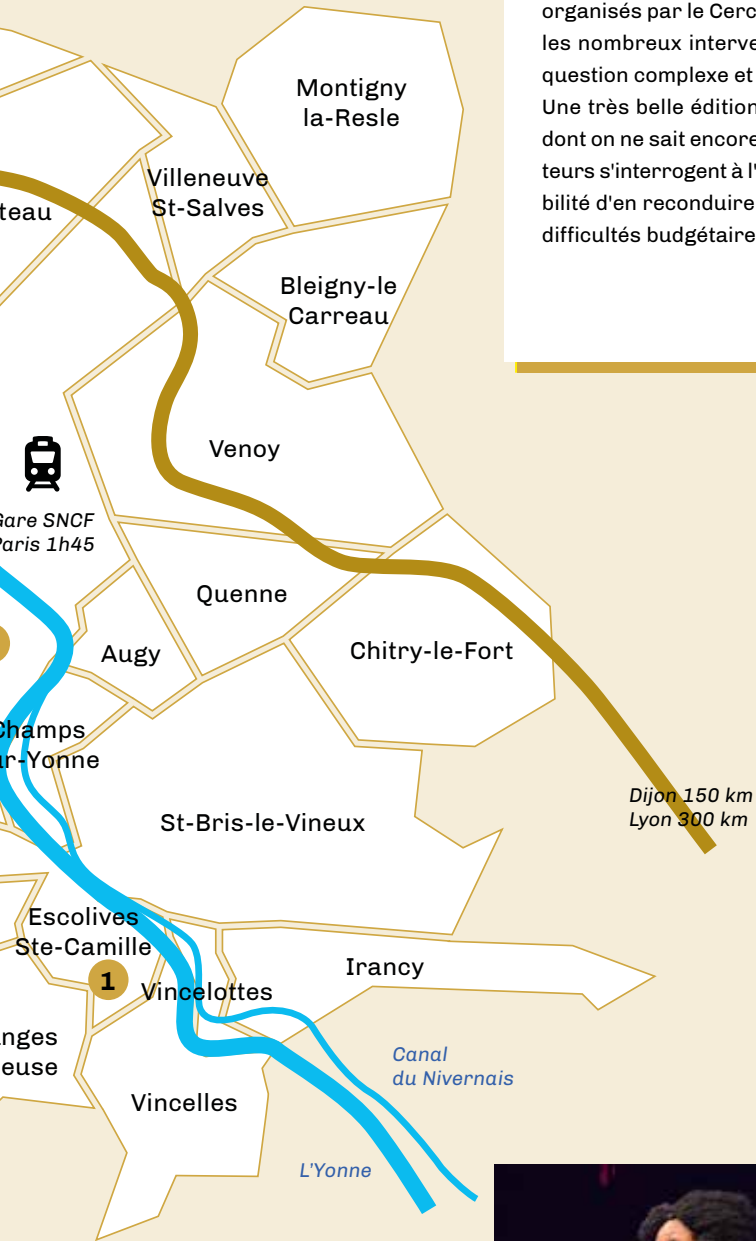 organisés par le Cerc
les nombreux interve
question complexe et
Une très belle édition
dont on ne sait encore
teurs s'interrogent à l'
bilité d'en reconduire
difficultés budgétaire
Montigny
la-Resle
Villeneuve
St-Salves
teau
Bleigny-le
Carreau
Venoy
Gare SNCF
Paris 1h45
Quenne
Augy
Chitry-le-Fort
Champs
ur-Yonne
Dijon 150 km
Lyon 300 km
St-Bris-le-Vineux
Escolives
Ste-Camille
1
Irancy
Vincelottes
nges
euse
Canal
du Nivernais
Vincelles
L'Yonne